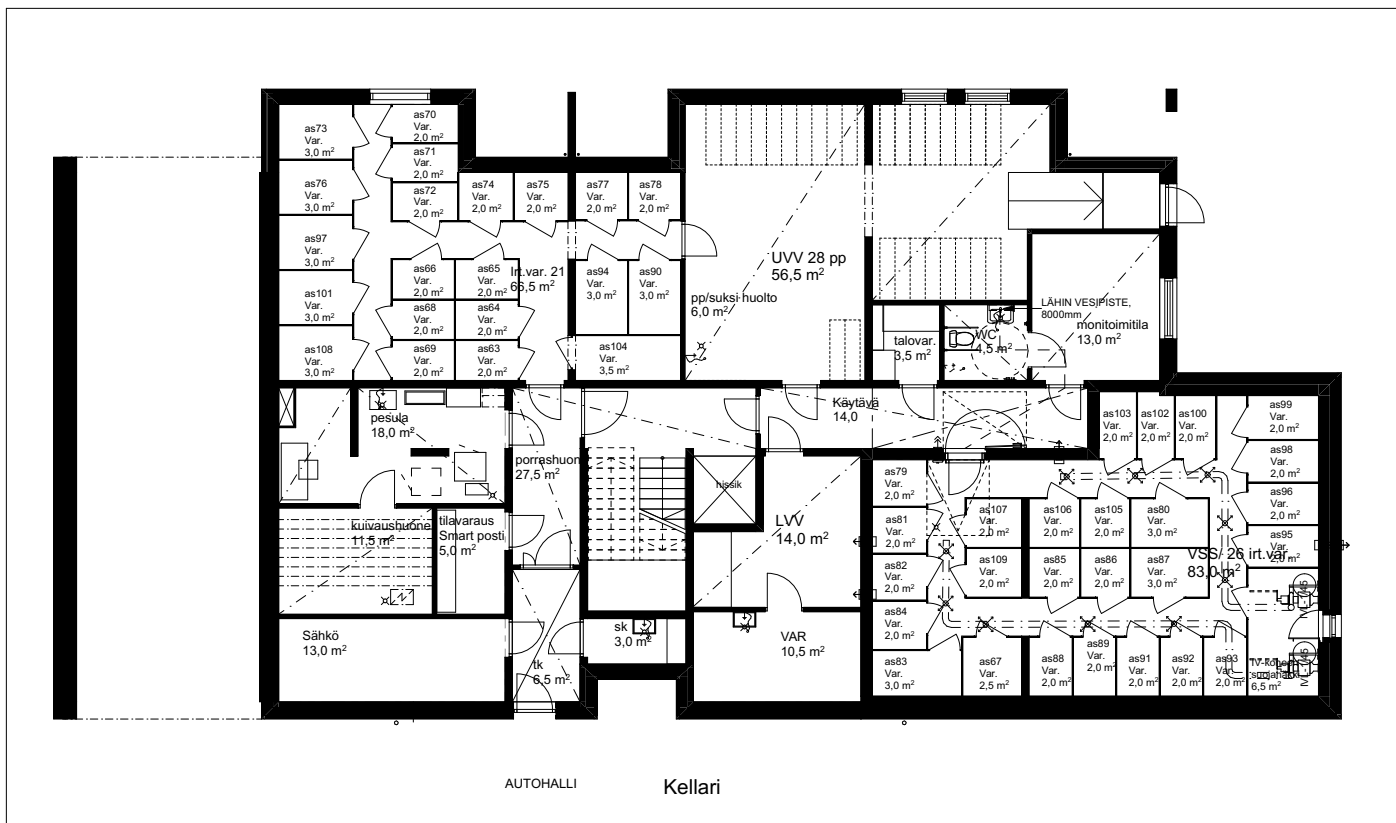 as73
Var.
3,0 m²
as76
Var.
3,0 m²
as97
Var.
3,0 m²
as101
Var.
3,0 m²
as108
Var.
3,0 m²
as70
Var.
2,0 m²
as71
Var.
2,0 m²
as72
Var.
2,0 m²
as74
Var.
2,0 m²
as75
Var.
2,0 m²
as77
Var.
2,0 m²
as78
Var.
2,0 m²
as66
Var.
2,0 m²
as65
Var.
2,0 m²
as68
Var.
2,0 m²
as64
Var.
2,0 m²
as69
Var.
2,0 m²
as63
Var.
2,0 m²
Irt.var. 21
66,5 m²
as94
Var.
3,0 m²
as90
Var.
3,0 m²
as104
Var.
3,5 m²
UVV 28 pp
56,5 m²
pp/suksi huolto
6,0 m²
LÄHIN VESIPISTE,
8000mm
monitoimitila
13,0 m²
talovar.
3,5 m²
WC
4,5 m²
Käytävä
14,0
pesula
18,0 m²
porrashuon
27,5 m²
kuivaushuone
11,5 m²
tilavaraus
Smart posti
5,0 m²
hissik
LVV
14,0 m²
Sähkö
13,0 m²
tk
6,5 m²
sk
3,0 m²
VAR
10,5 m²
as103
Var.
2,0 m²
as102
Var.
2,0 m²
as100
Var.
2,0 m²
as99
Var.
2,0 m²
as98
Var.
2,0 m²
as96
Var.
2,0 m²
as95
Var.
2,0 m²
as79
Var.
2,0 m²
as81
Var.
2,0 m²
as82
Var.
2,0 m²
as84
Var.
2,0 m²
as83
Var.
3,0 m²
as107
Var.
2,0 m²
as109
Var.
2,0 m²
as106
Var.
2,0 m²
as105
Var.
2,0 m²
as80
Var.
3,0 m²
as85
Var.
2,0 m²
as86
Var.
2,0 m²
as87
Var.
3,0 m²
VSS/ 26 irt.var.
83,0 m²
as67
Var.
2,5 m²
as88
Var.
2,0 m²
as89
Var.
2,0 m²
as91
Var.
2,0 m²
as92
Var.
2,0 m²
as93
Var.
2,0 m²
6,5 m²
AUTOHALLI
Kellari